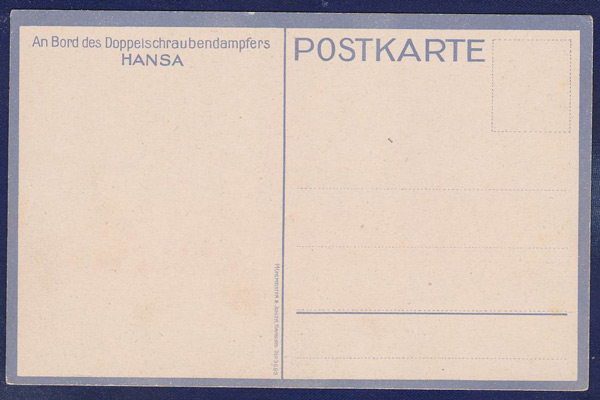 An Bord des Doppelschraubendampfers
HANSA
POSTKARTE